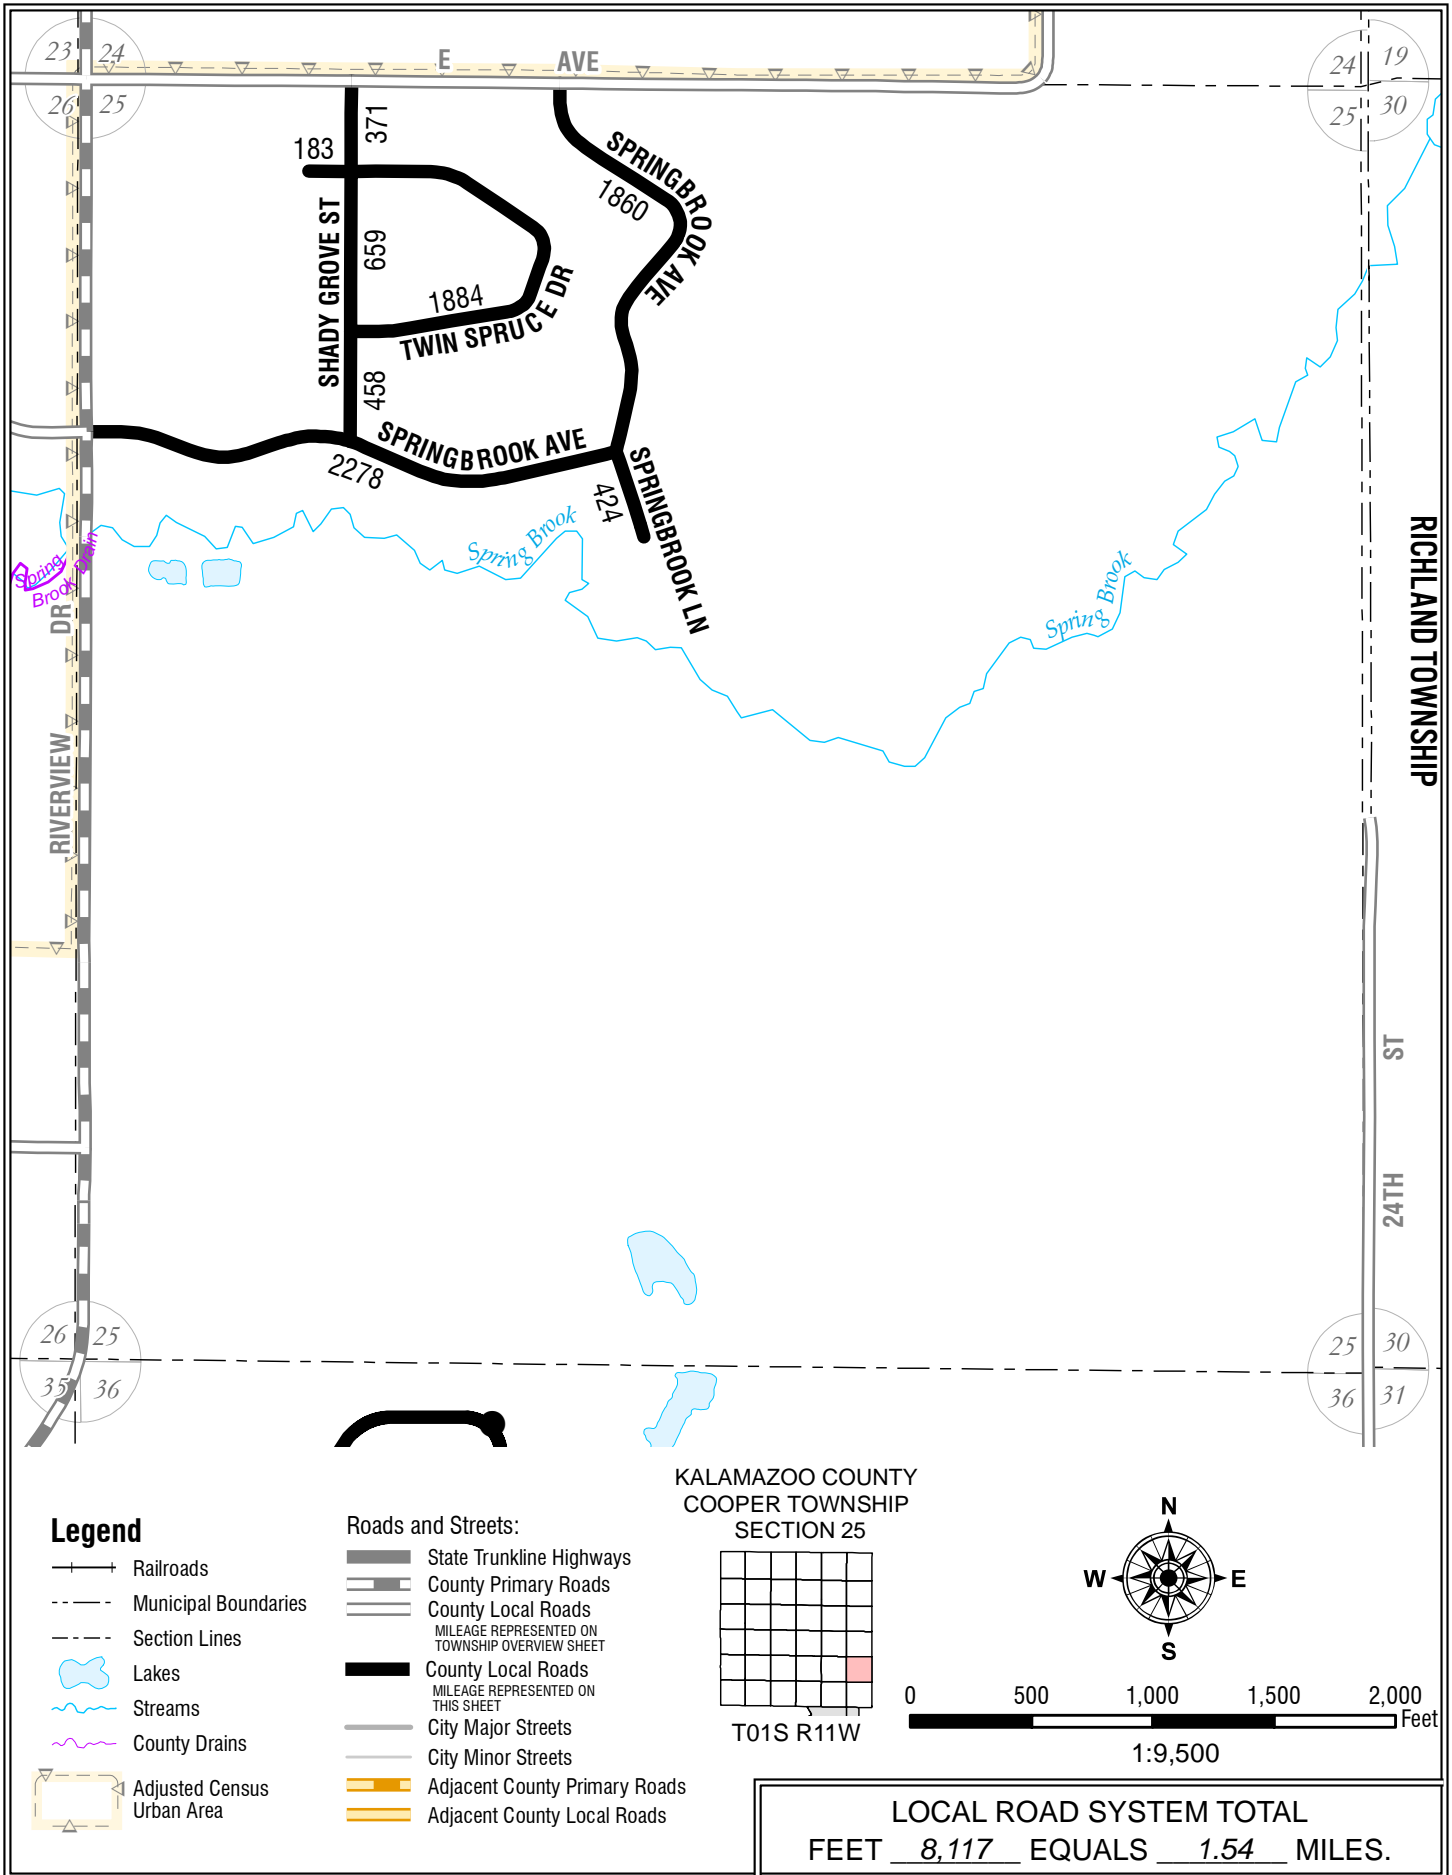 23 24
26 25
E AVE
24 19
25 30
371
183
SHADY GROVE ST
659
1884
TWIN SPRUCE DR
458
SPRINGBROOK AVE
1860
SPRINGBROOK AVE
2278
424
SPRINGBROOK LN
Spring Brook
Spring Brook
Spring
Brook Drain
RIVERVIEW DR
RICHLAND TOWNSHIP
24TH ST
26 25
35 36
25 30
36 31
KALAMAZOO COUNTY
COOPER TOWNSHIP
SECTION 25
T01S R11W
Legend
Railroads
Municipal Boundaries
Section Lines
Lakes
Streams
County Drains
Adjusted Census
Urban Area
Roads and Streets:
State Trunkline Highways
County Primary Roads
County Local Roads
MILEAGE REPRESENTED ON
TOWNSHIP OVERVIEW SHEET
County Local Roads
MILEAGE REPRESENTED ON
THIS SHEET
City Major Streets
City Minor Streets
Adjacent County Primary Roads
Adjacent County Local Roads
N
W E
S
0 500 1,000 1,500 2,000
Feet
1:9,500
LOCAL ROAD SYSTEM TOTAL
FEET 8,117 EQUALS 1.54 MILES.